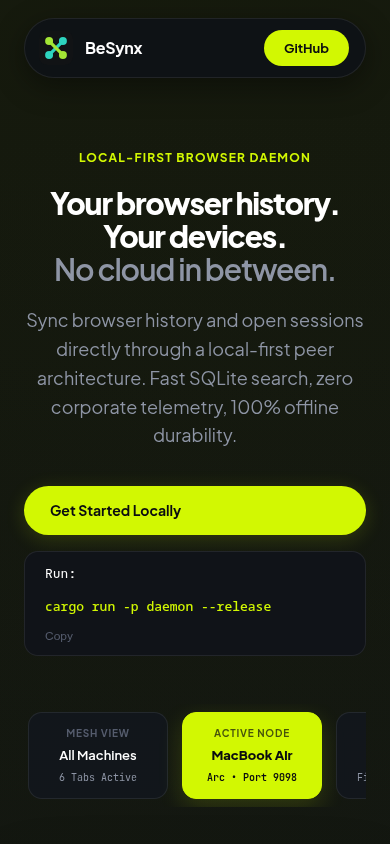 BeSynx
GitHub
LOCAL-FIRST BROWSER DAEMON
Your browser history.
Your devices.
No cloud in between.
Sync browser history and open sessions
directly through a local-first peer
architecture. Fast SQLite search, zero
corporate telemetry, 100% offline
durability.
Get Started Locally
Run:
cargo run -p daemon --release
Copy
MESH VIEW
All Machines
6 Tabs Active
ACTIVE NODE
MacBook Air
Arc • Port 9098